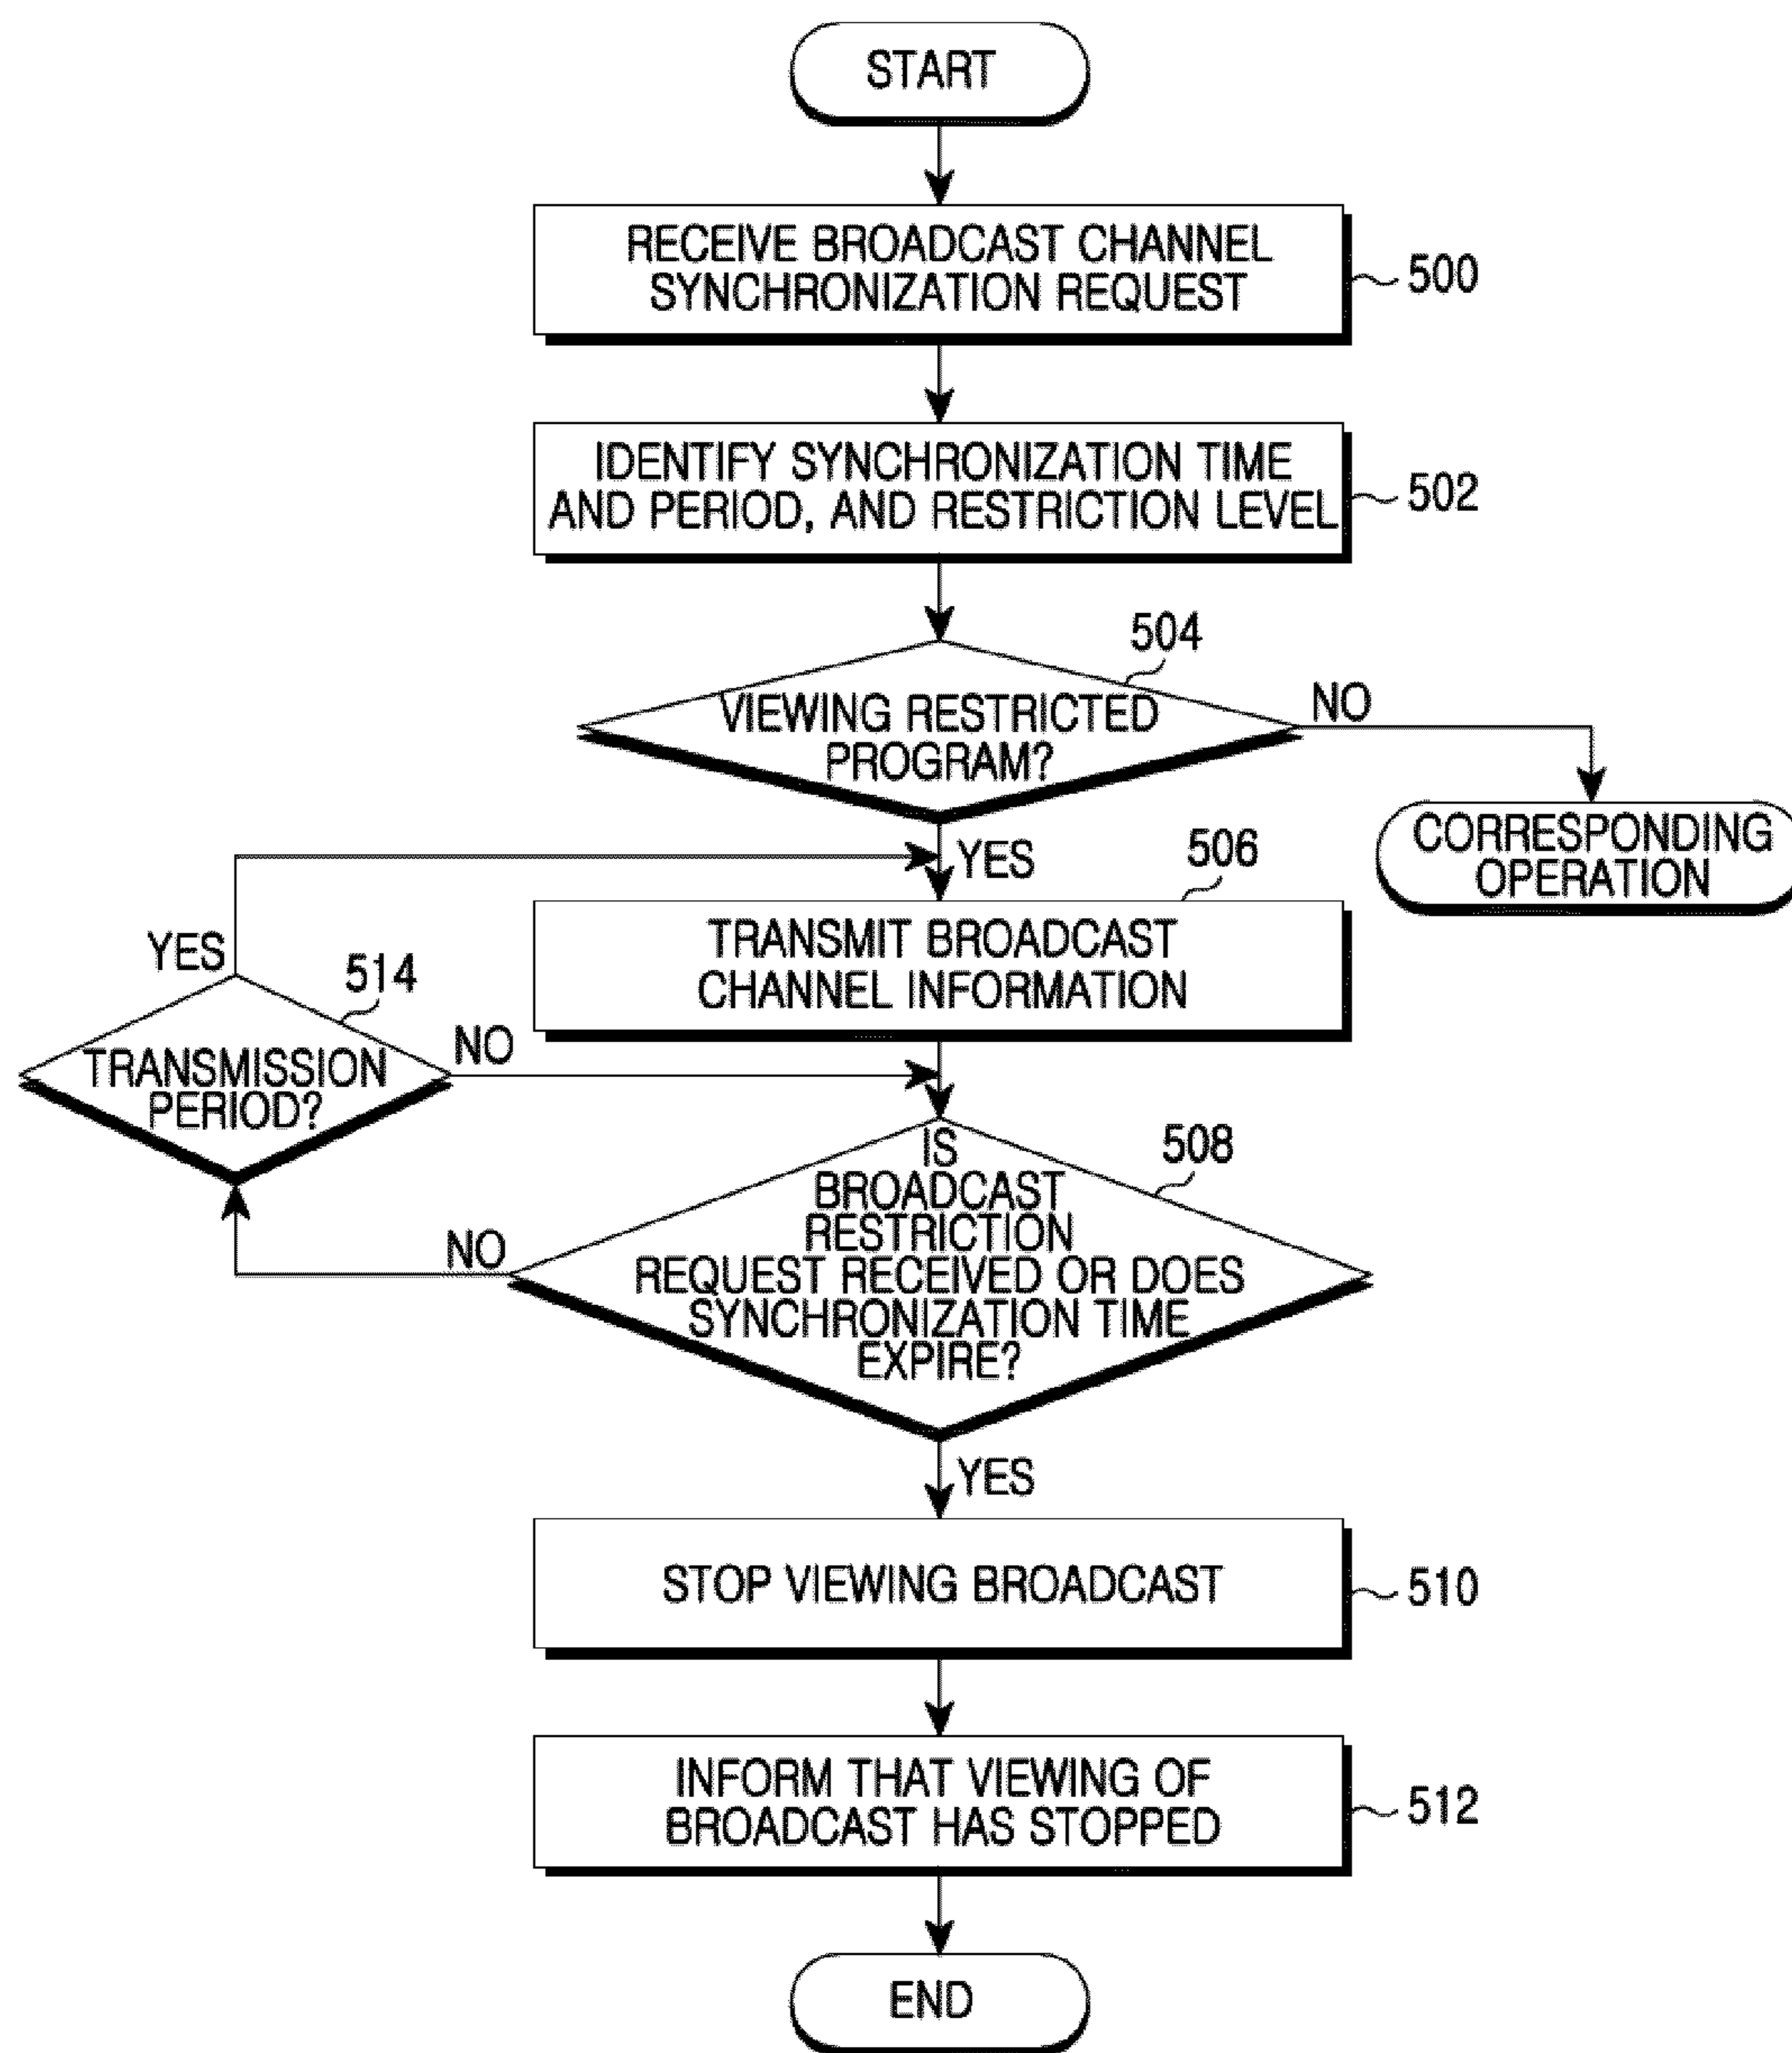 START
RECEIVE BROADCAST CHANNEL
SYNCHRONIZATION REQUEST
500
IDENTIFY SYNCHRONIZATION TIME
AND PERIOD, AND RESTRICTION LEVEL
502
504
VIEWING RESTRICTED
PROGRAM?
NO
CORRESPONDING
OPERATION
YES
506
TRANSMIT BROADCAST
CHANNEL INFORMATION
YES
514
TRANSMISSION
PERIOD?
NO
508
IS
BROADCAST
RESTRICTION
REQUEST RECEIVED OR DOES
SYNCHRONIZATION TIME
EXPIRE?
NO
YES
STOP VIEWING BROADCAST
510
INFORM THAT VIEWING OF
BROADCAST HAS STOPPED
512
END